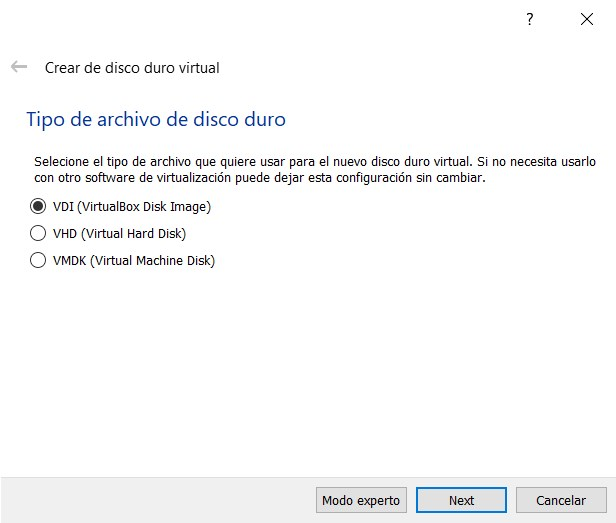 ?
Crear de disco duro virtual
Tipo de archivo de disco duro
Selecione el tipo de archivo que quiere usar para el nuevo disco duro virtual. Si no necesita usarlo
con otro software de virtualización puede dejar esta configuración sin cambiar.
VDI (VirtualBox Disk Image)
VHD (Virtual Hard Disk)
VMDK (Virtual Machine Disk)
Modo experto Next Cancelar